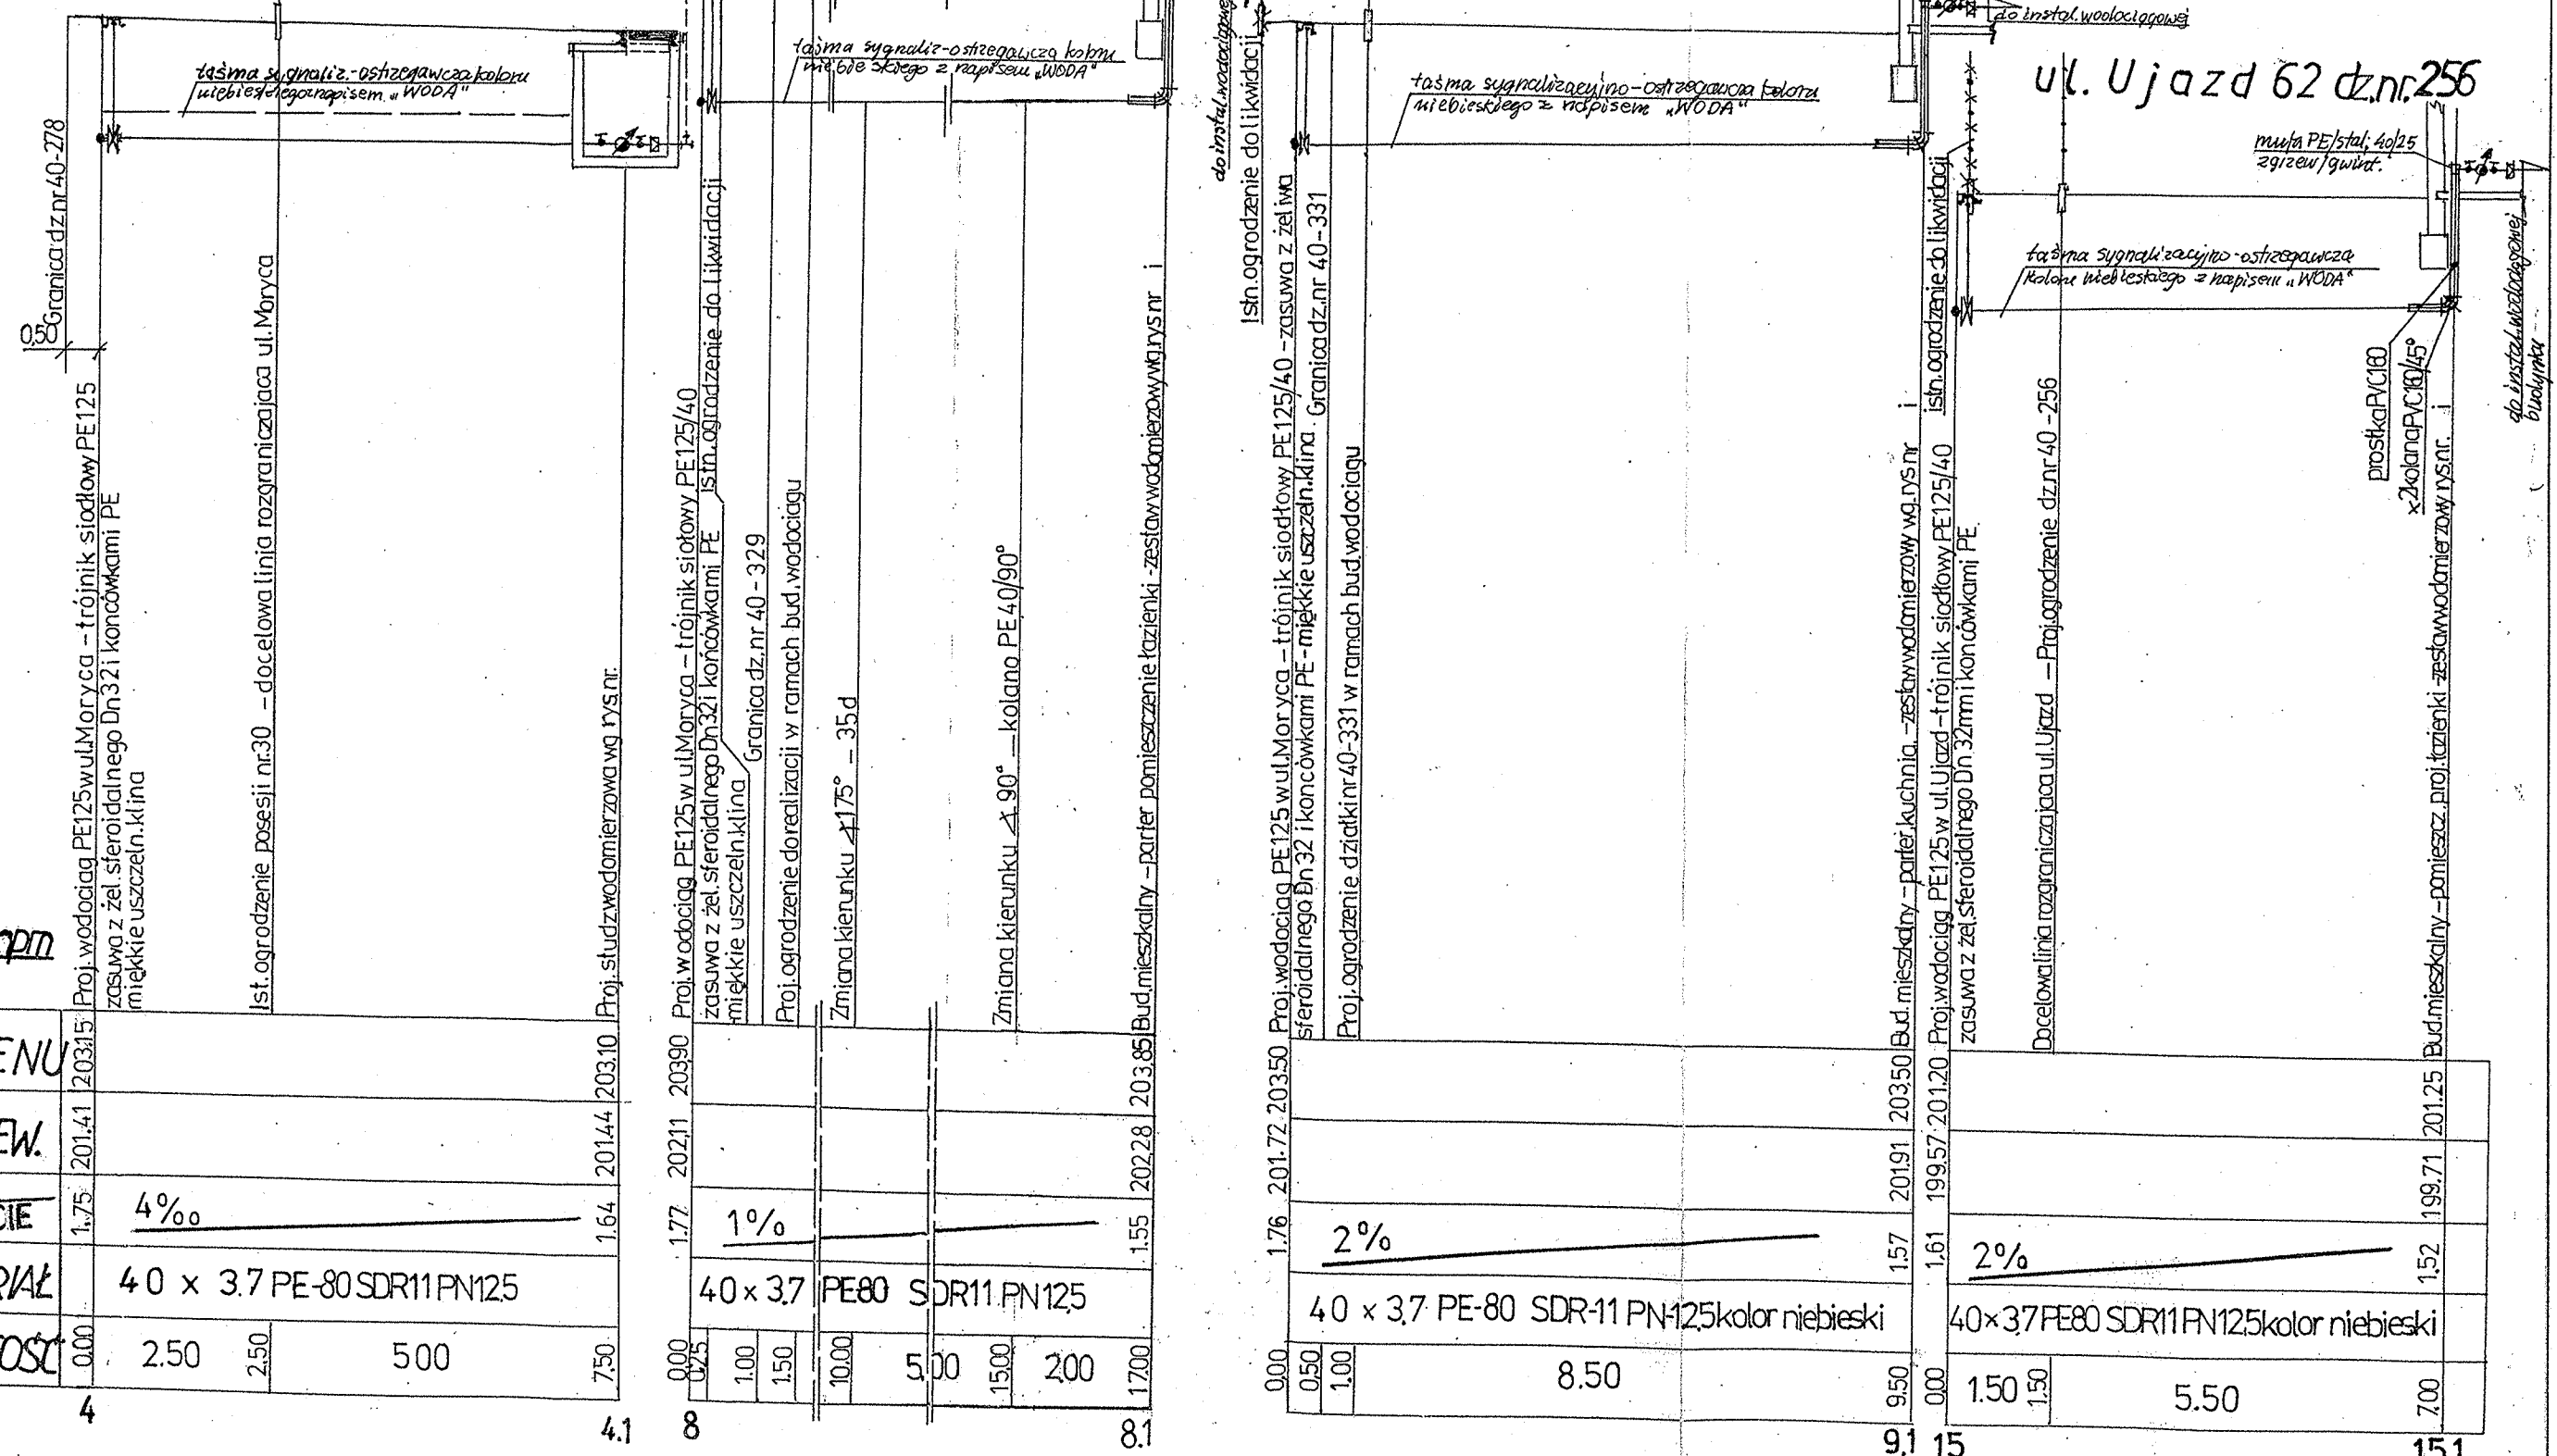 ul. Ujazd 62 dz.nr.256
do instal.wodociągowej
taśma sygnaliz.-ostrzegawcza koloru
niebieskiego z napisem „WODA"
taśma sygnaliz-ostrzegawcza koloru
niebieskiego z napisem „WODA"
taśma sygnalizacyjno-ostrzegawcza koloru
niebieskiego z napisem „WODA"
mufa PE/stal; 40/25
zgrzew/gwint.
taśma sygnalizacyjno-ostrzegawcza
koloru niebieskiego z napisem „WODA"
0,50
Granica dz nr 40-278
Proj. wodociąg PE125 w ul.Moryca – trójnik siodłowy PE125
zasuwa z żel. sferoidalnego Dn32 i końcówkami PE
miękkie uszczeln.klina
Ist.ogrodzenie posesji nr.30 – docelowa linia rozgraniczajaca ul.Moryca
Proj. studz.wodomierzowa wg rys.nr.
Proj.wodociąg PE125 w ul.Moryca – trójnik siołowy PE125/40
zasuwa z żel.sferoidalnego Dn32 i końcówkami PE
miękkie uszczeln.klina
istn.ogrodzenie do likwidacji
Granica dz.nr 40-329
Proj.ogrodzenie do realizacji w ramach bud. wodociągu
Zmiana kierunku ∢175° – 35d
Zmiana kierunku ∢ 90° – kolano PE40/90°
Bud.mieszkalny – parter pomieszczenie łazienki -zestaw wodomierzowy wg.rys nr i
do instal.wodociągowej
Istn.ogrodzenie do likwidacji
Proj.wodociąg PE125 w ul.Moryca – trójnik siodłowy PE125/40 – zasuwa z żeliwa
sferoidalnego Dn32 i końcówkami PE-miękkie uszczeln.klina.
Granica dz.nr 40-331
Proj.ogrodzenie działki nr 40-331 w ramach bud.wodociągu
Bud. mieszkalny – parter,kuchnia – zestaw wodomierzowy wg.rys nr i
istn.ogrodzenie do likwidacji
Proj.wodociąg PE125 w ul.Ujazd-trójnik siodłowy PE125/40
zasuwa z żel.sferoidalnego Dn 32mm i końcówkami PE
Docelowa linia rozgraniczajaca ul.Ujazd – Proj.ogrodzenie dz.nr 40-256
prostka PVC160
x2kolana PVC160/45°
Bud.mieszkalny – pomieszcz. proj. łazienki -zestaw wodomierzowy rys.nr. i
do instal.wodociągowej
budynku
npm
ENU 203.15 203.10 203.90 203.85 203.50 203.50 201.20 201.25
EW. 201.41 201.44 202.11 202.28 201.72 201.91 199.57 199.71
CIE 1.75 4‰ 1.64 1.77 1% 1.55 1.76 2% 1.57 1.61 2% 1.52
RIAŁ 40 x 3.7 PE-80 SDR11 PN12.5 40 x 3.7 PE80 SDR11 PN12,5 40 x 3,7 PE-80 SDR-11 PN-12,5 kolor niebieski 40x3,7 PE80 SDR11 PN12,5 kolor niebieski
OŚĆ 0.00 2.50 2.50 500 7.50 0.00 0.25 1.00 1.50 10.00 5.00 15.00 2.00 17.00 0.00 0.50 1.00 8.50 9.50 0.00 1.50 1.50 5.50 7.00
4 4.1 8 8.1 9.1 15 15.1